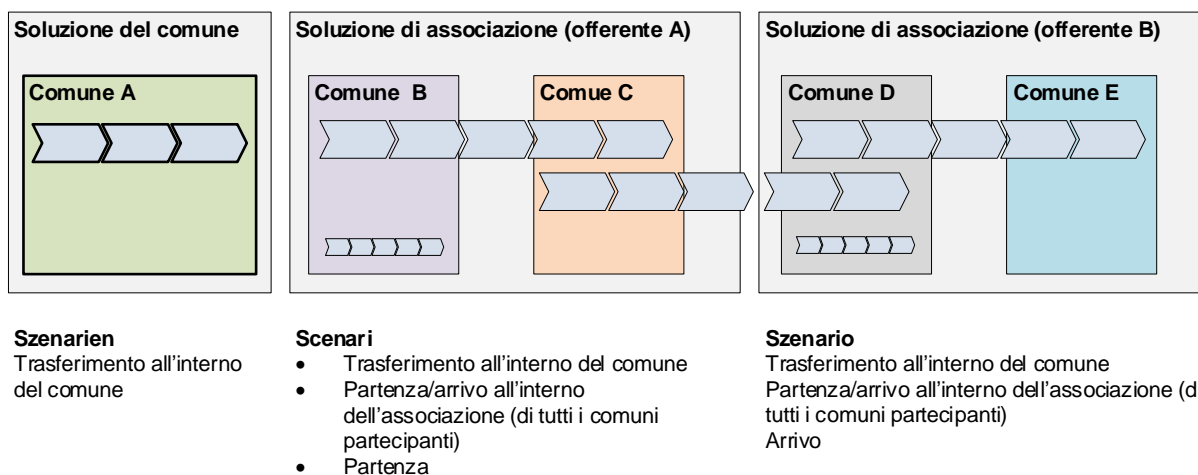 Soluzione del comune
Comune A
Soluzione di associazione (offerente A)
Comune B
Comue C
Soluzione di associazione (offerente B)
Comune D
Comune E
Szenarien
Trasferimento all'interno
del comune
Scenari
• Trasferimento all'interno del comune
• Partenza/arrivo all'interno
dell'associazione (di tutti i comuni
partecipanti)
• Partenza
Szenario
Trasferimento all'interno del comune
Partenza/arrivo all'interno dell'associazione (d
tutti i comuni partecipanti)
Arrivo